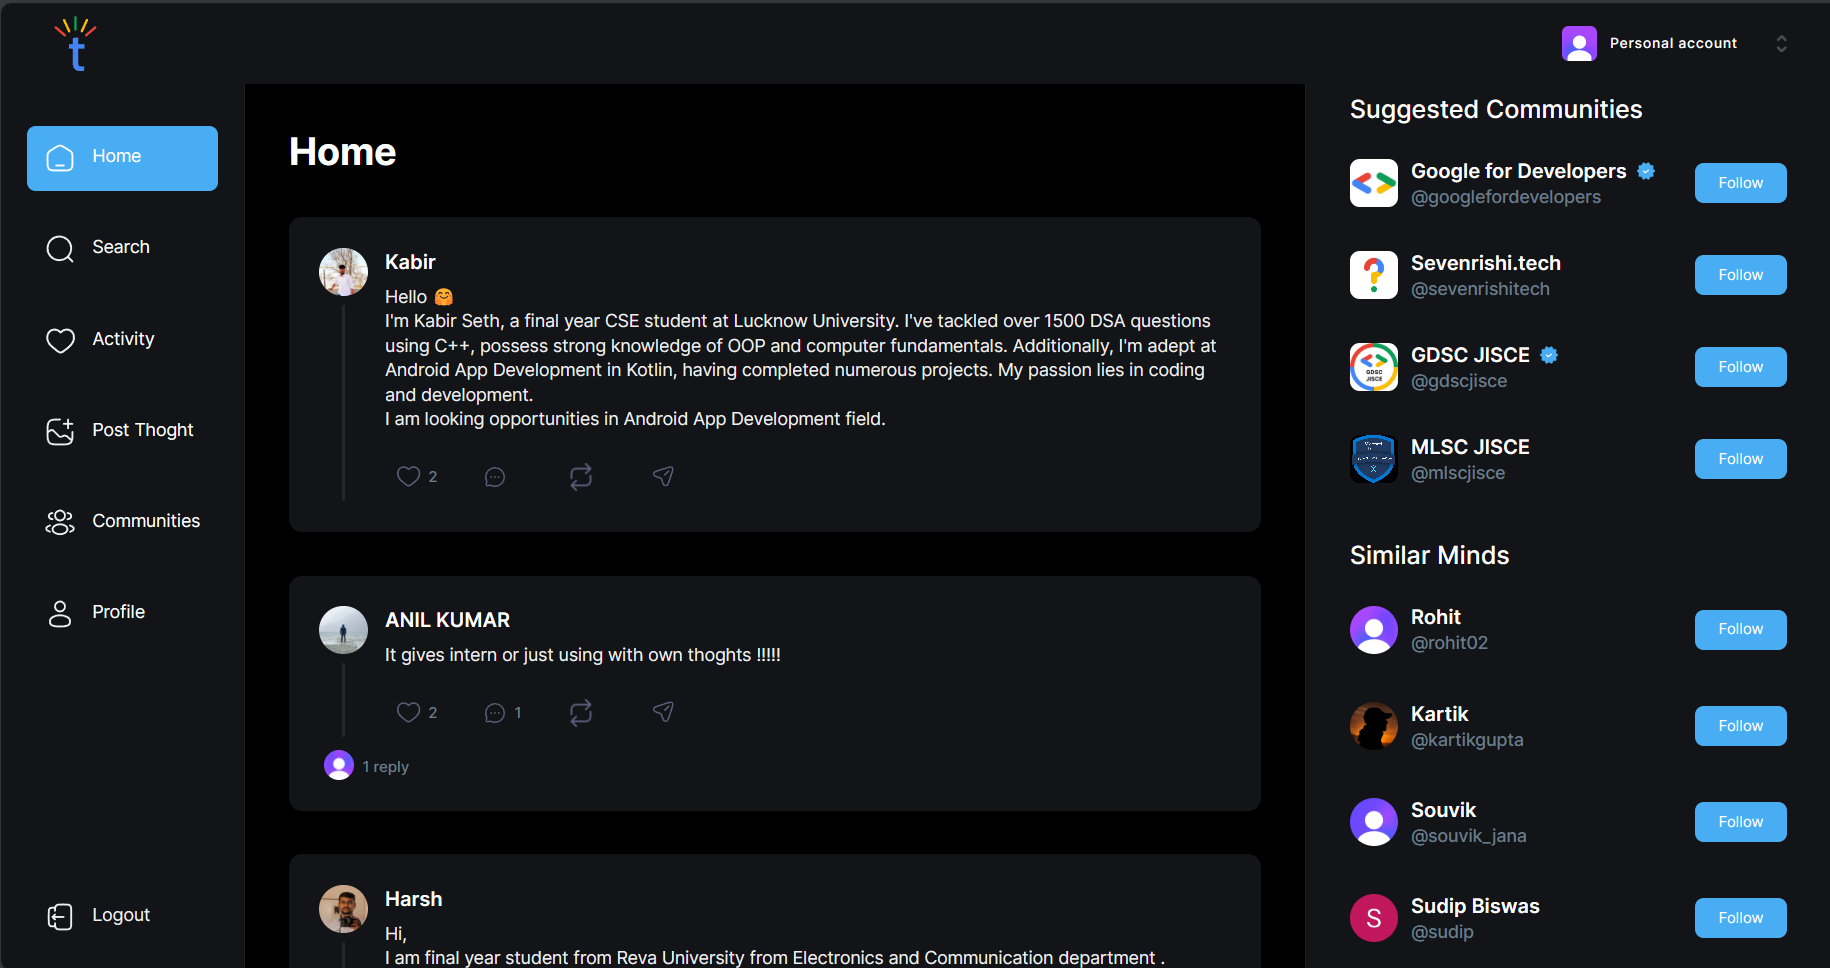 t
Personal account
Home
Search
Activity
Post Thoght
Communities
Profile
Logout
Home
Kabir
Hello 🤗
I'm Kabir Seth, a final year CSE student at Lucknow University. I've tackled over 1500 DSA questions
using C++, possess strong knowledge of OOP and computer fundamentals. Additionally, I'm adept at
Android App Development in Kotlin, having completed numerous projects. My passion lies in coding
and development.
I am looking opportunities in Android App Development field.
2
ANIL KUMAR
It gives intern or just using with own thoghts !!!!!
2
1
1 reply
Harsh
Hi,
I am final year student from Reva University from Electronics and Communication department .
Suggested Communities
Google for Developers
@googlefordevelopers
Follow
Sevenrishi.tech
@sevenrishitech
Follow
GDSC
JISCE
GDSC JISCE
@gdscjisce
Follow
MLSC JISCE
@mlscjisce
Follow
Similar Minds
Rohit
@rohit02
Follow
Kartik
@kartikgupta
Follow
Souvik
@souvik_jana
Follow
S
Sudip Biswas
@sudip
Follow